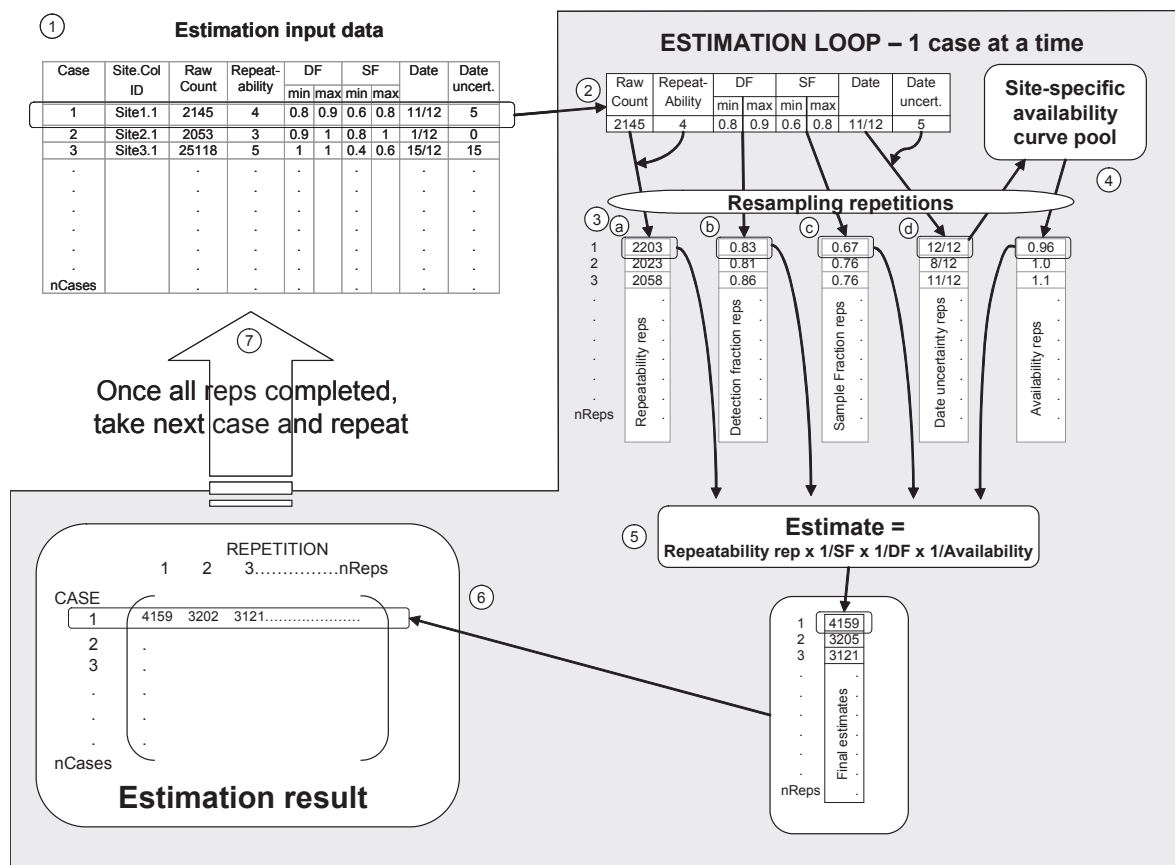 1
Estimation input data
Case Site.Col ID Raw Count Repeat-ability DF SF Date Date uncert.
min max min max
1 Site1.1 2145 4 0.8 0.9 0.6 0.8 11/12 5
2 Site2.1 2053 3 0.9 1 0.8 1 1/12 0
3 Site3.1 25118 5 1 1 0.4 0.6 15/12 15
. . . . . . . . . .
. . . . . . . . . .
. . . . . . . . . .
. . . . . . . . . .
. . . . . . . . . .
. . . . . . . . . .
nCases . . . . .
7
Once all reps completed,
take next case and repeat
ESTIMATION LOOP – 1 case at a time
2
Raw Count Repeat-Ability DF SF Date Date uncert.
min max min max
2145 4 0.8 0.9 0.6 0.8 11/12 5
Site-specific
availability
curve pool
4
Resampling repetitions
3 a b c d
1 2203 0.83 0.67 12/12 0.96
2 2023 0.81 0.76 8/12 1.0
3 2058 0.86 0.76 11/12 1.1
nReps
Repeatability reps
Detection fraction reps
Sample Fraction reps
Date uncertainty reps
Availability reps
5
Estimate =
Repeatability rep x 1/SF x 1/DF x 1/Availability
1 4159
2 3205
3 3121
Final estimates
nReps
6
REPETITION
1 2 3……………nReps
CASE
1 4159 3202 3121…………………
2 .
3 .
. .
. .
. .
nCases
Estimation result